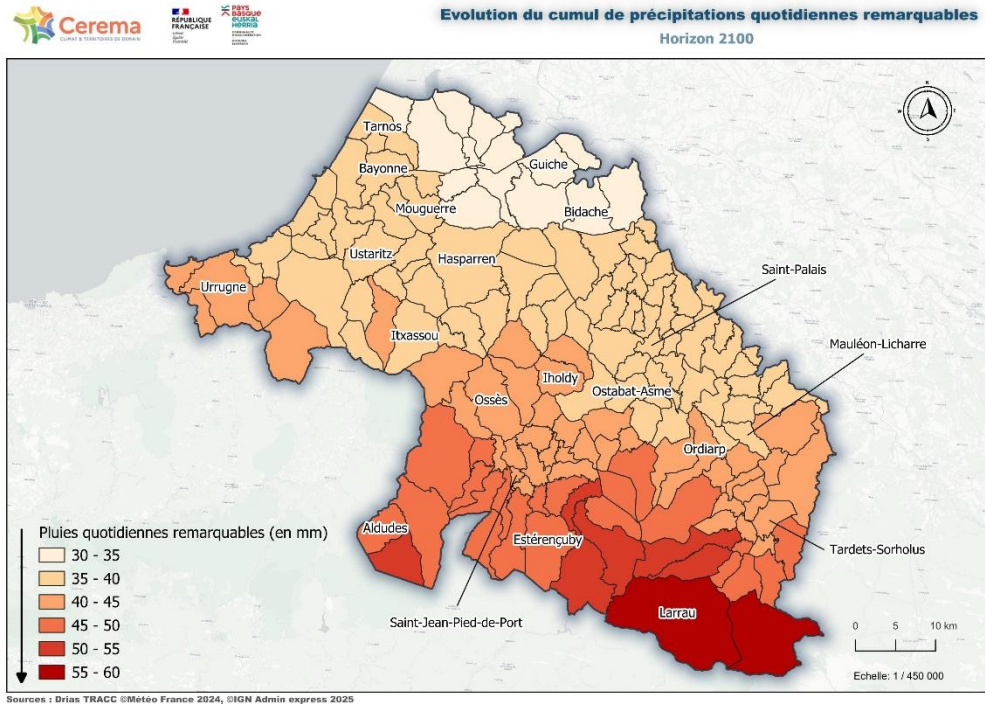 Cerema
CLIMAT & TERRITOIRES DE DEMAIN
RÉPUBLIQUE
FRANÇAISE
Liberté
Égalité
Fraternité
PAYS
BASQUE
EUSKAL
HERRIA
Evolution du cumul de précipitations quotidiennes remarquables
Horizon 2100
Tarnos
Bayonne
Guiche
Mouguerre
Bidache
Ustaritz
Hasparren
Saint-Palais
Urrugne
Itxassou
Mauléon-Licharre
Iholdy
Ossès
Ostabat-Asme
Ordiarp
Aldudes
Estérençuby
Tardets-Sorholus
Larrau
Saint-Jean-Pied-de-Port
Pluies quotidiennes remarquables (en mm)
30 - 35
35 - 40
40 - 45
45 - 50
50 - 55
55 - 60
0 5 10 km
Echelle: 1 / 450 000
Sources : Drias TRACC ©Météo France 2024, ©IGN Admin express 2025